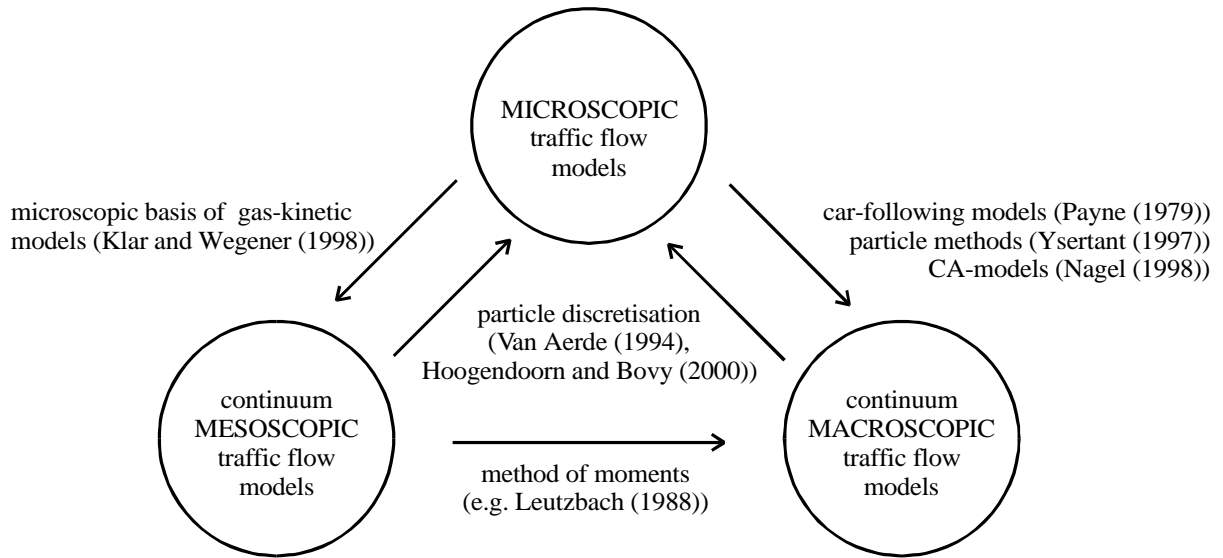 MICROSCOPIC
traffic flow
models
microscopic basis of gas-kinetic
models (Klar and Wegener (1998))
car-following models (Payne (1979))
particle methods (Ysertant (1997))
CA-models (Nagel (1998))
particle discretisation
(Van Aerde (1994),
Hoogendoorn and Bovy (2000))
continuum
MESOSCOPIC
traffic flow
models
continuum
MACROSCOPIC
traffic flow
models
method of moments
(e.g. Leutzbach (1988))